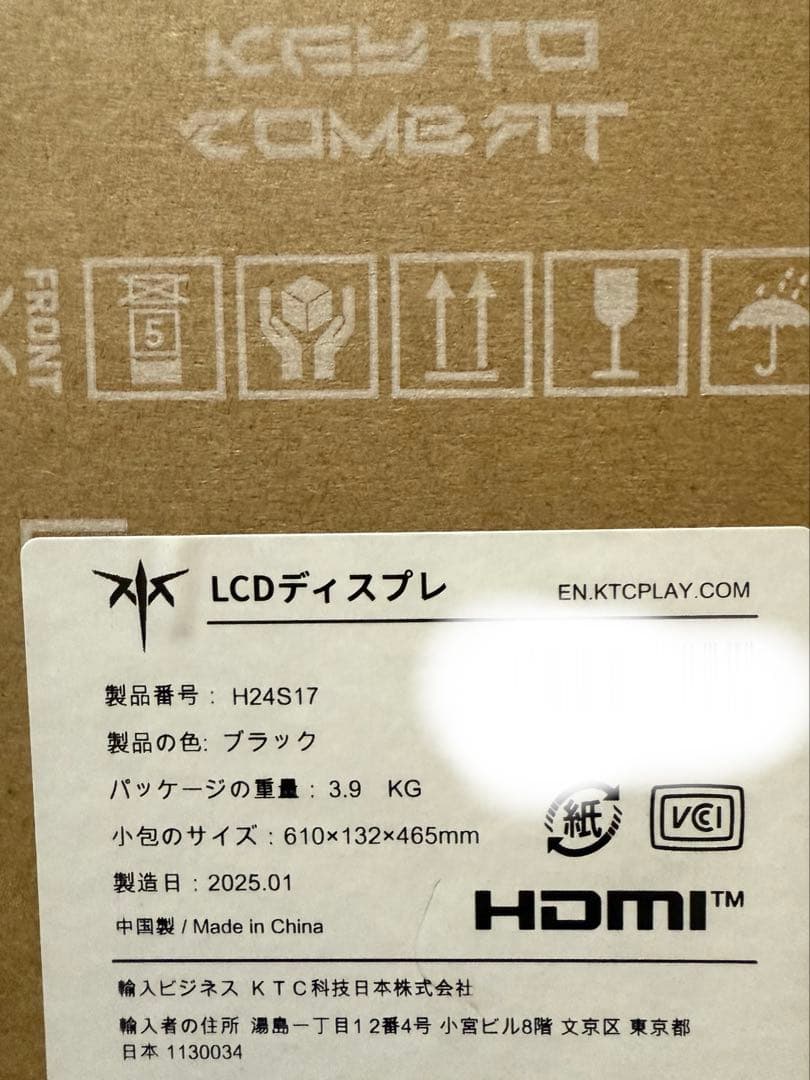 KEY TO
COMBAT
FRONT
5
LCDディスプレ
EN.KTCPLAY.COM
製品番号： H24S17
製品の色: ブラック
パッケージの重量：3.9 KG
小包のサイズ：610×132×465mm
紙
VCCI
製造日：2025.01
HDMI™
中国製 / Made in China
輸入ビジネス ＫＴＣ科技日本株式会社
輸入者の住所 湯島一丁目1 2番4号 小宮ビル8階 文京区 東京都
日本 1130034